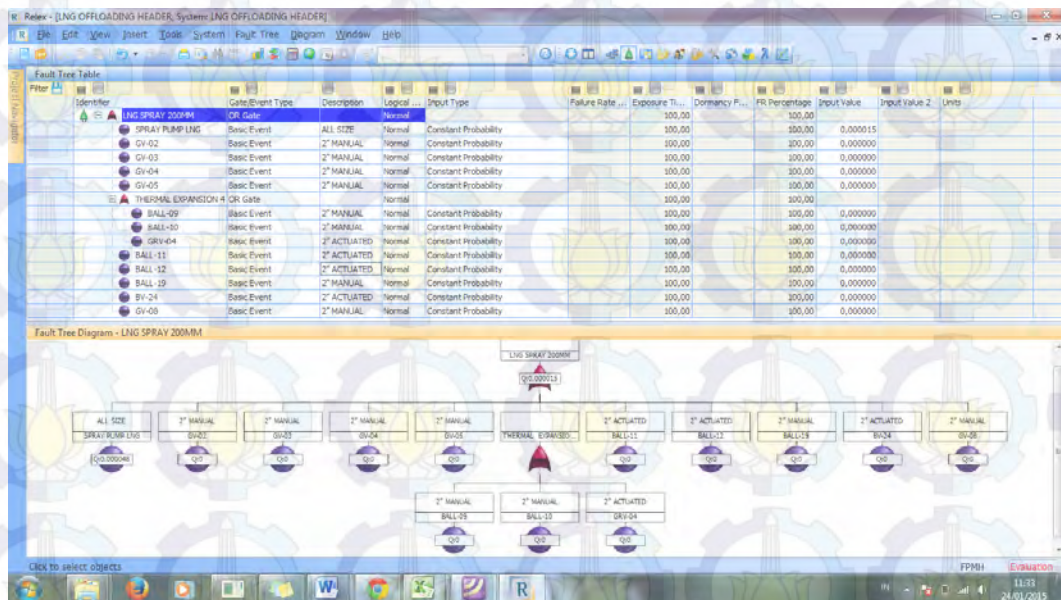 Relex - [LNG OFFLOADING HEADER, System: LNG OFFLOADING HEADER]
File Edit View Insert Tools System Fault Tree Diagram Window Help
Fault Tree Table
Filter
Identifier Gate/Event Type Description Logical ... Input Type Failure Rate ... Exposure Ti... Dormancy F... FR Percentage Input Value Input Value 2 Units
LNG SPRAY 200MM OR Gate Normal 100,00 100,00
SPRAY PUMP LNG Basic Event ALL SIZE Normal Constant Probability 100,00 100,00 0,000015
GV-02 Basic Event 2" MANUAL Normal Constant Probability 100,00 100,00 0,000000
GV-03 Basic Event 2" MANUAL Normal Constant Probability 100,00 100,00 0,000000
GV-04 Basic Event 2" MANUAL Normal Constant Probability 100,00 100,00 0,000000
GV-05 Basic Event 2" MANUAL Normal Constant Probability 100,00 100,00 0,000000
THERMAL EXPANSION 4 OR Gate Normal 100,00 100,00
BALL-09 Basic Event 2" MANUAL Normal Constant Probability 100,00 100,00 0,000000
BALL-10 Basic Event 2" MANUAL Normal Constant Probability 100,00 100,00 0,000000
GRV-04 Basic Event 2" ACTUATED Normal Constant Probability 100,00 100,00 0,000000
BALL-11 Basic Event 2" ACTUATED Normal Constant Probability 100,00 100,00 0,000000
BALL-12 Basic Event 2" ACTUATED Normal Constant Probability 100,00 100,00 0,000000
BALL-19 Basic Event 2" MANUAL Normal Constant Probability 100,00 100,00 0,000000
BV-24 Basic Event 2" ACTUATED Normal Constant Probability 100,00 100,00 0,000000
GV-08 Basic Event 2" MANUAL Normal Constant Probability 100,00 100,00 0,000000
Fault Tree Diagram - LNG SPRAY 200MM
LNG SPRAY 200MM
Q:0.000015
ALL SIZE 2" MANUAL 2" MANUAL 2" MANUAL 2" MANUAL 2" ACTUATED 2" ACTUATED 2" MANUAL 2" ACTUATED 2" MANUAL
SPRAY PUMP LNG GV-02 GV-03 GV-04 GV-05 THERMAL EXPANSIO... BALL-11 BALL-12 BALL-19 BV-24 GV-08
Q:0.000046 Q:0 Q:0 Q:0 Q:0 Q:0 Q:0 Q:0 Q:0 Q:0
2" MANUAL 2" MANUAL 2" ACTUATED
BALL-09 BALL-10 GRV-04
Q:0 Q:0 Q:0
Click to select objects FPMH Evaluation
IN 11:33
24/01/2015